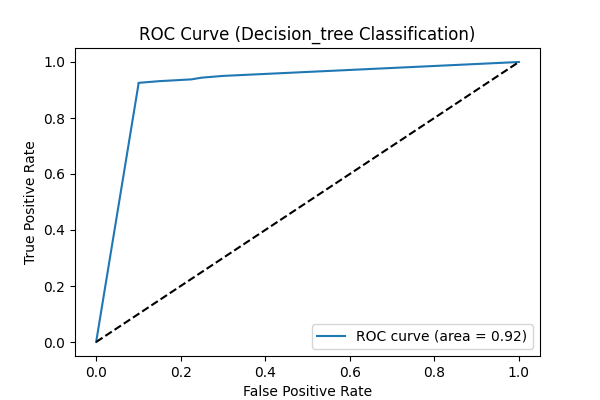 ROC Curve (Decision_tree Classification)
1.0
0.8
0.6
0.4
0.2
0.0
True Positive Rate
ROC curve (area = 0.92)
0.0 0.2 0.4 0.6 0.8 1.0
False Positive Rate